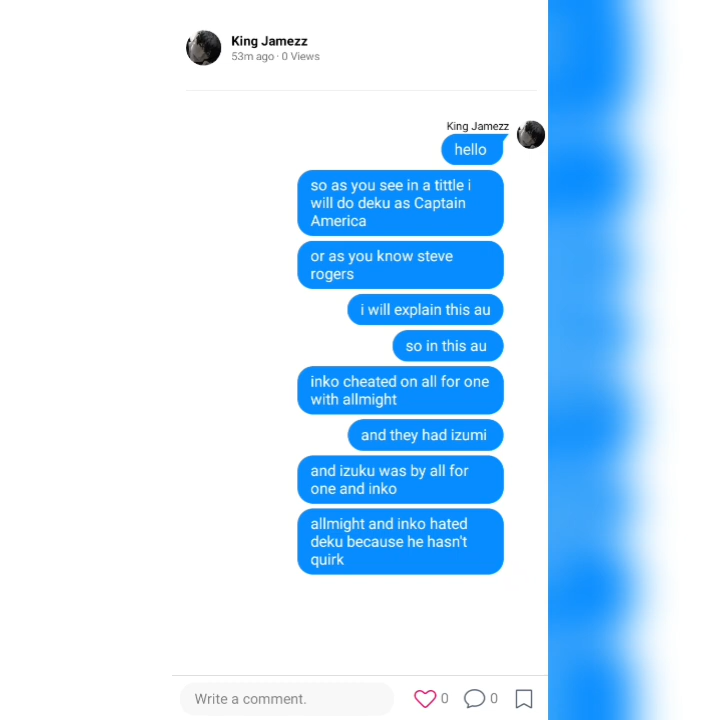 King Jamezz
53m ago · 0 Views
King Jamezz
hello
so as you see in a tittle i
will do deku as Captain
America
or as you know steve
rogers
i will explain this au
so in this au
inko cheated on all for one
with allmight
and they had izumi
and izuku was by all for
one and inko
allmight and inko hated
deku because he hasn't
quirk
Write a comment.
0
0